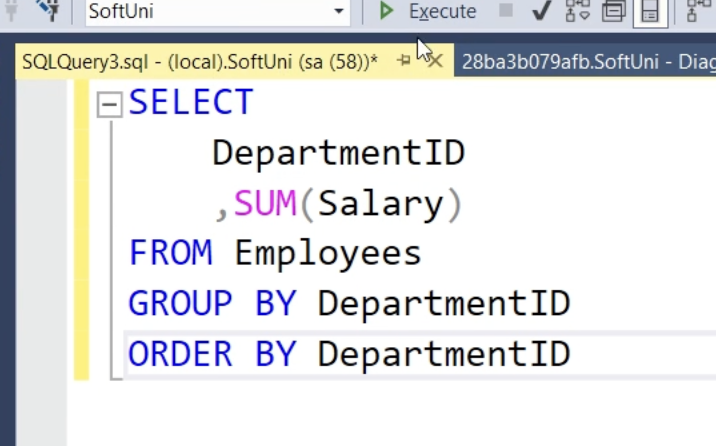 SoftUni
Execute
SQLQuery3.sql - (local).SoftUni (sa (58))*
28ba3b079afb.SoftUni - Diag
SELECT
DepartmentID
,SUM(Salary)
FROM Employees
GROUP BY DepartmentID
ORDER BY DepartmentID